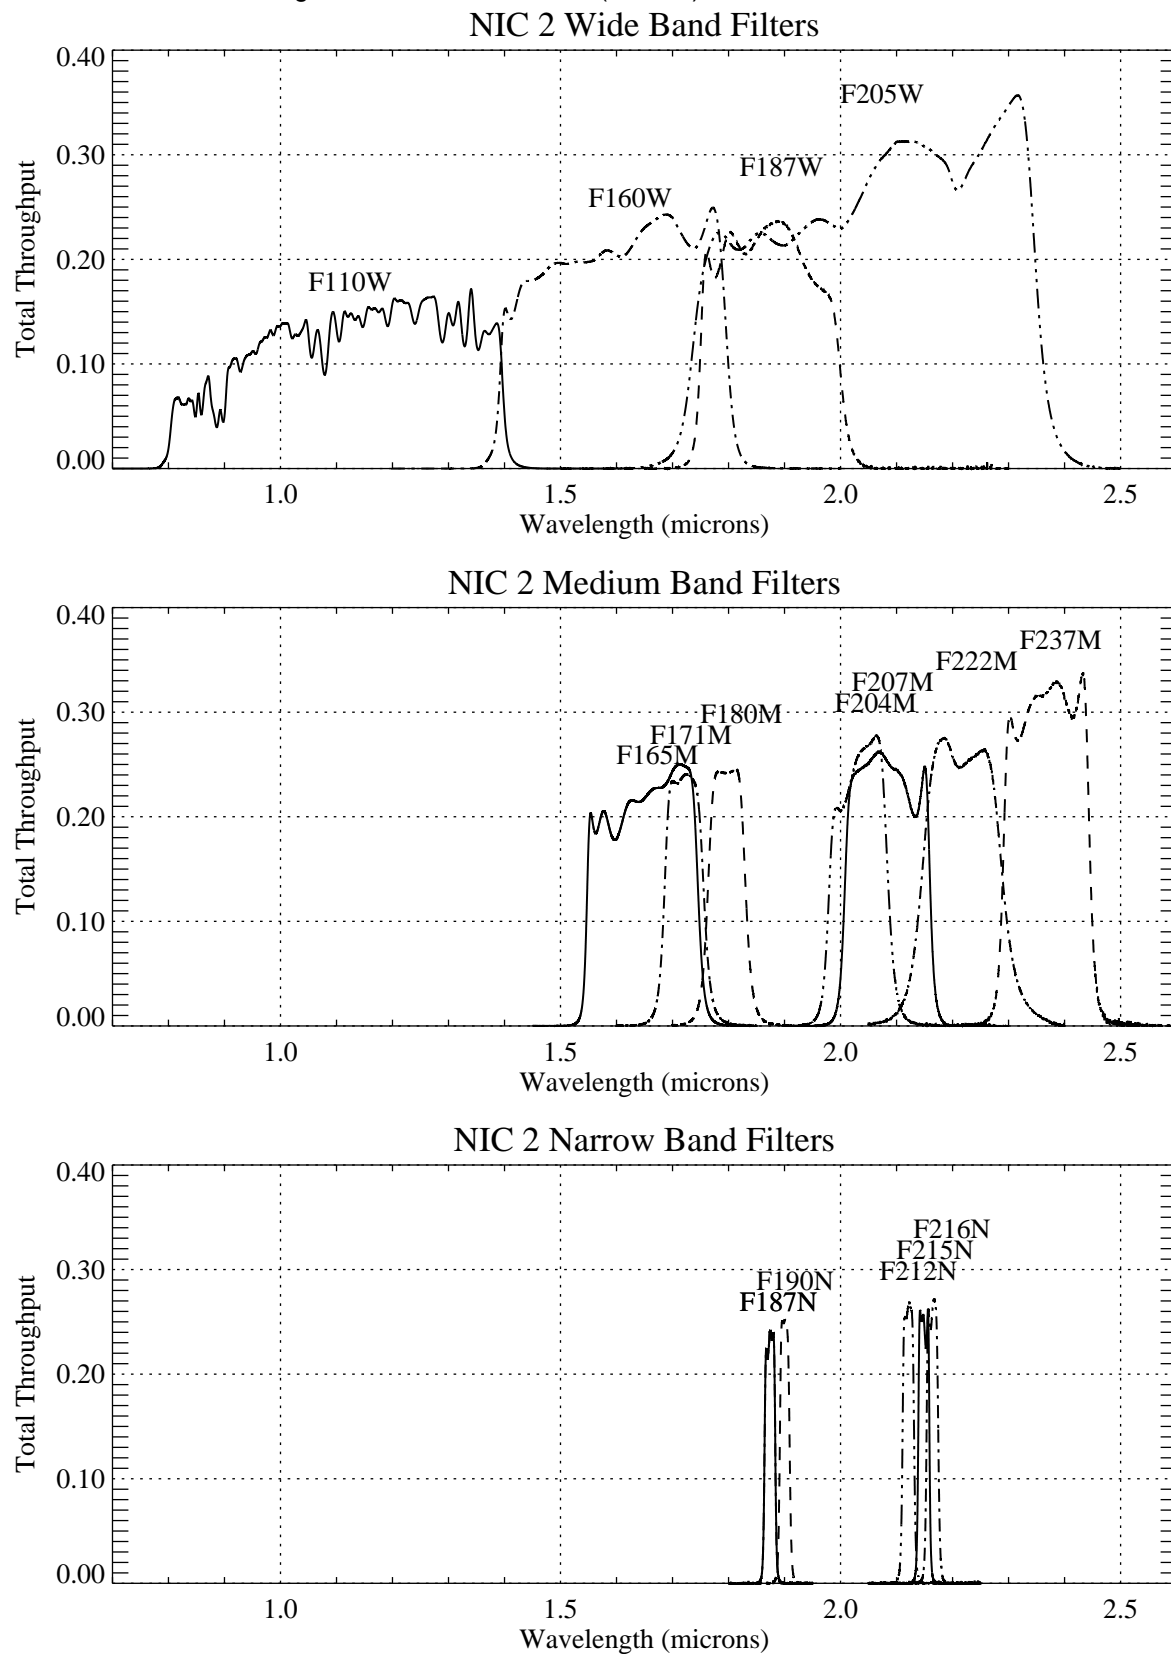 NIC 2 Wide Band Filters
0.40
F205W
0.30
F187W
F160W
Total Throughput
0.20
F110W
0.10
0.00
1.0 1.5 2.0 2.5
Wavelength (microns)
NIC 2 Medium Band Filters
0.40
F237M
F222M
F207M
F204M
0.30
F180M
F171M
F165M
Total Throughput
0.20
0.10
0.00
1.0 1.5 2.0 2.5
Wavelength (microns)
NIC 2 Narrow Band Filters
0.40
F216N
F215N
F212N
0.30
F190N
F187N
Total Throughput
0.20
0.10
0.00
1.0 1.5 2.0 2.5
Wavelength (microns)